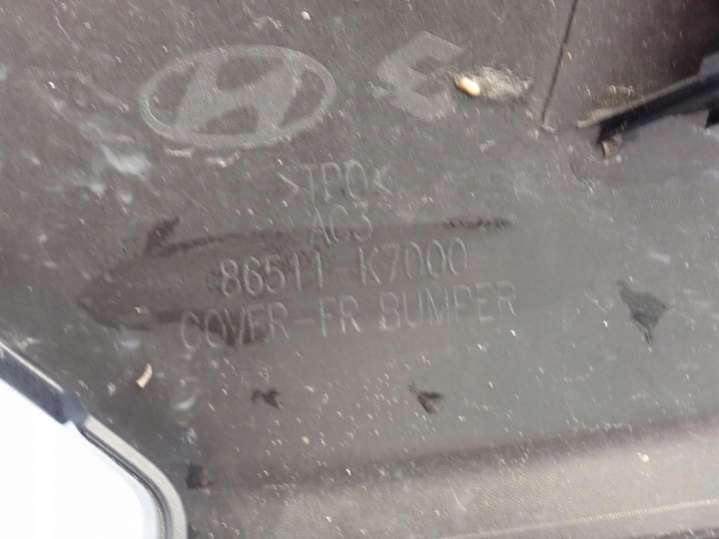 >TPO<
AC3
86511-K7000
COVER-FR BUMPER